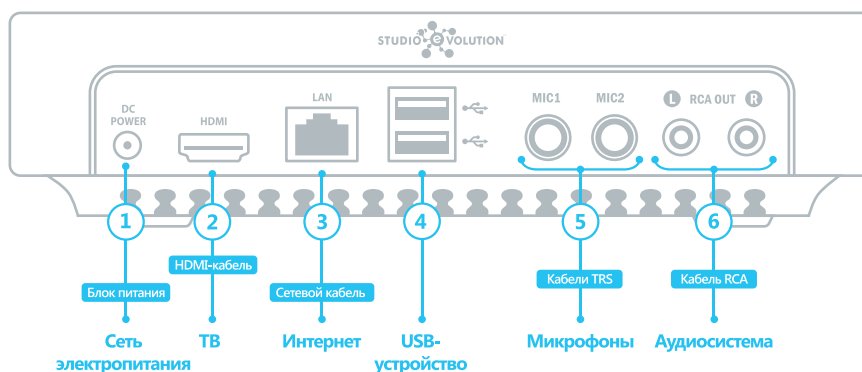 STUDIO EVOLUTION
DC
POWER
HDMI
LAN
MIC1
MIC2
L RCA OUT R
1
2
3
4
5
6
HDMI-кабель
Блок питания
Сетевой кабель
Кабели TRS
Кабель RCA
Сеть
электропитания
ТВ
Интернет
USB-
устройство
Микрофоны
Аудиосистема